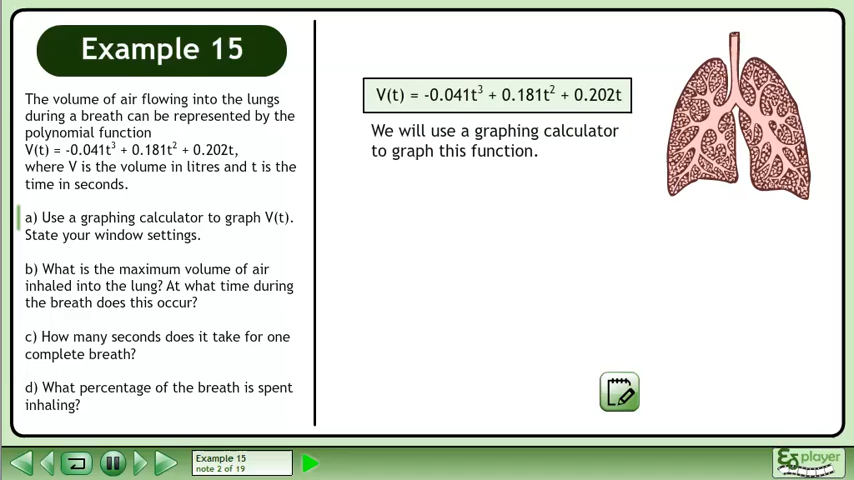 Example 15
The volume of air flowing into the lungs
during a breath can be represented by the
polynomial function
V(t) = -0.041t³ + 0.181t² + 0.202t,
where V is the volume in litres and t is the
time in seconds.
a) Use a graphing calculator to graph V(t).
State your window settings.
b) What is the maximum volume of air
inhaled into the lung? At what time during
the breath does this occur?
c) How many seconds does it take for one
complete breath?
d) What percentage of the breath is spent
inhaling?
V(t) = -0.041t³ + 0.181t² + 0.202t
We will use a graphing calculator
to graph this function.
Example 15
note 2 of 19
player